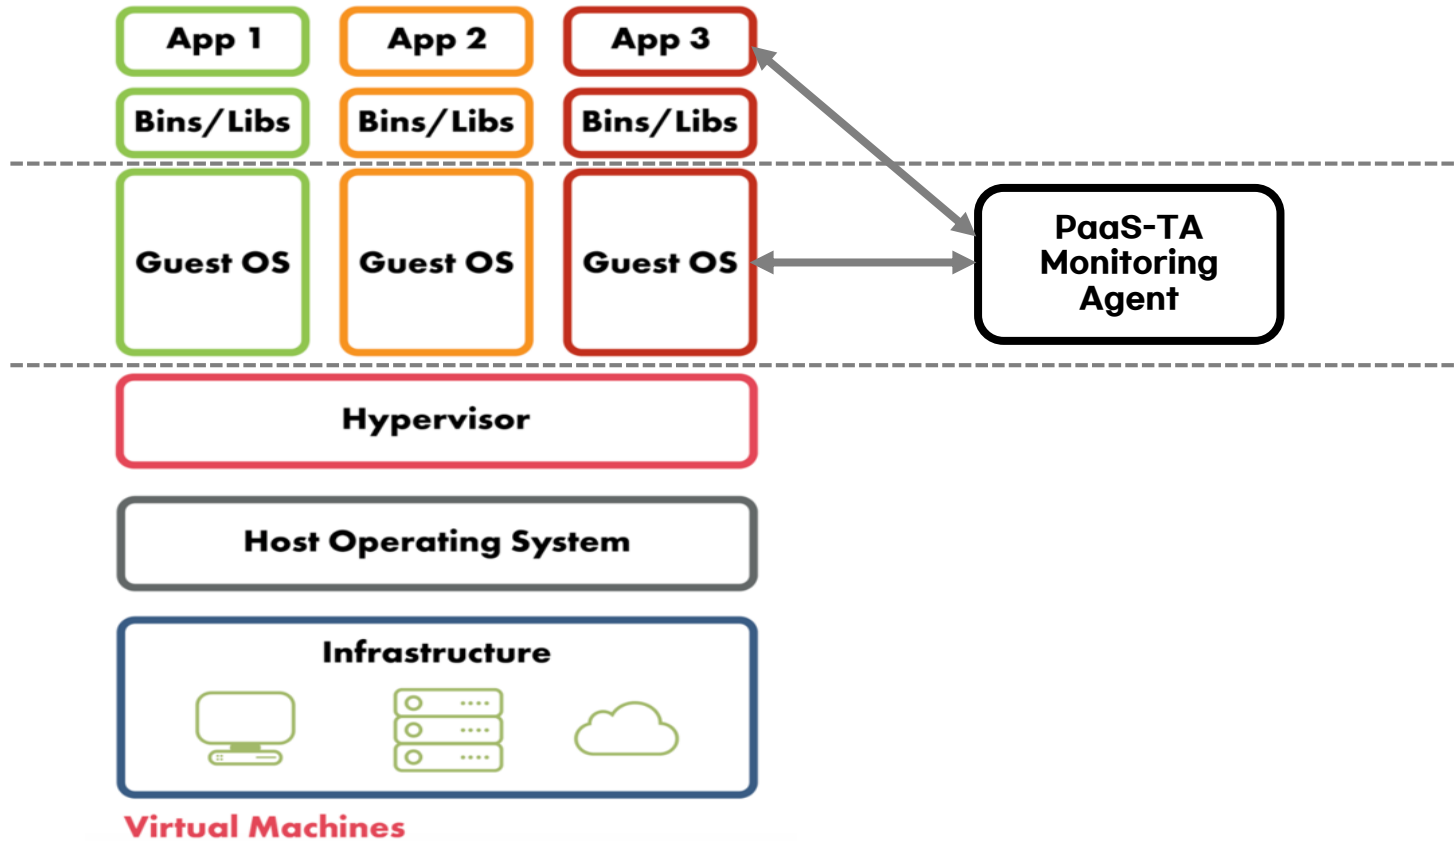 App 1
App 2
App 3
Bins/Libs
Bins/Libs
Bins/Libs
Guest OS
Guest OS
Guest OS
PaaS-TA
Monitoring
Agent
Hypervisor
Host Operating System
Infrastructure
Virtual Machines